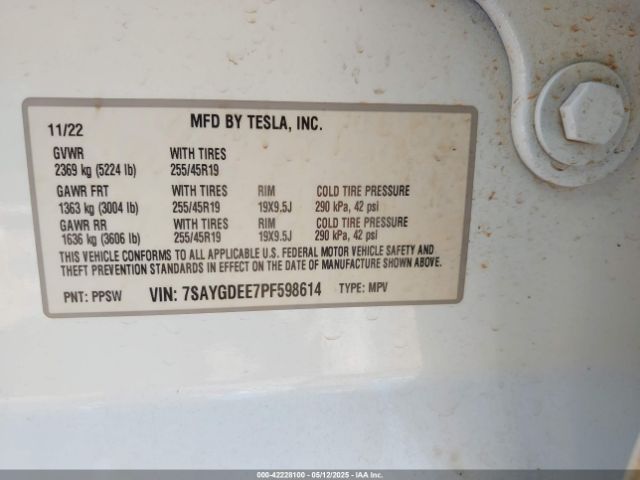 11/22 MFD BY TESLA, INC.
GVWR WITH TIRES
2369 kg (5224 lb) 255/45R19
GAWR FRT WITH TIRES RIM COLD TIRE PRESSURE
1363 kg (3004 lb) 255/45R19 19X9.5J 290 kPa, 42 psi
GAWR RR WITH TIRES RIM COLD TIRE PRESSURE
1636 kg (3606 lb) 255/45R19 19X9.5J 290 kPa, 42 psi
THIS VEHICLE CONFORMS TO ALL APPLICABLE U.S. FEDERAL MOTOR VEHICLE SAFETY AND
THEFT PREVENTION STANDARDS IN EFFECT ON THE DATE OF MANUFACTURE SHOWN ABOVE.
PNT: PPSW VIN: 7SAYGDEE7PF598614 TYPE: MPV
000-42228100 - 05/12/2025 - IAA Inc.